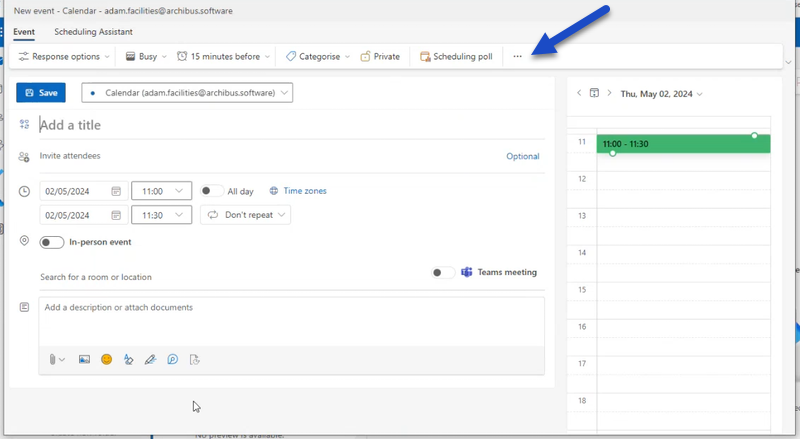 New event - Calendar - adam.facilities@archibus.software
Event Scheduling Assistant
Response options Busy 15 minutes before Categorise Private Scheduling poll ...
Save Calendar (adam.facilities@archibus.software) Thu, May 02, 2024
Add a title
11 11:00 - 11:30
Invite attendees Optional
12
02/05/2024 11:00 All day Time zones
02/05/2024 11:30 Don't repeat
13
In-person event
14
Search for a room or location Teams meeting
15
Add a description or attach documents
16
17
18
No preview is available.